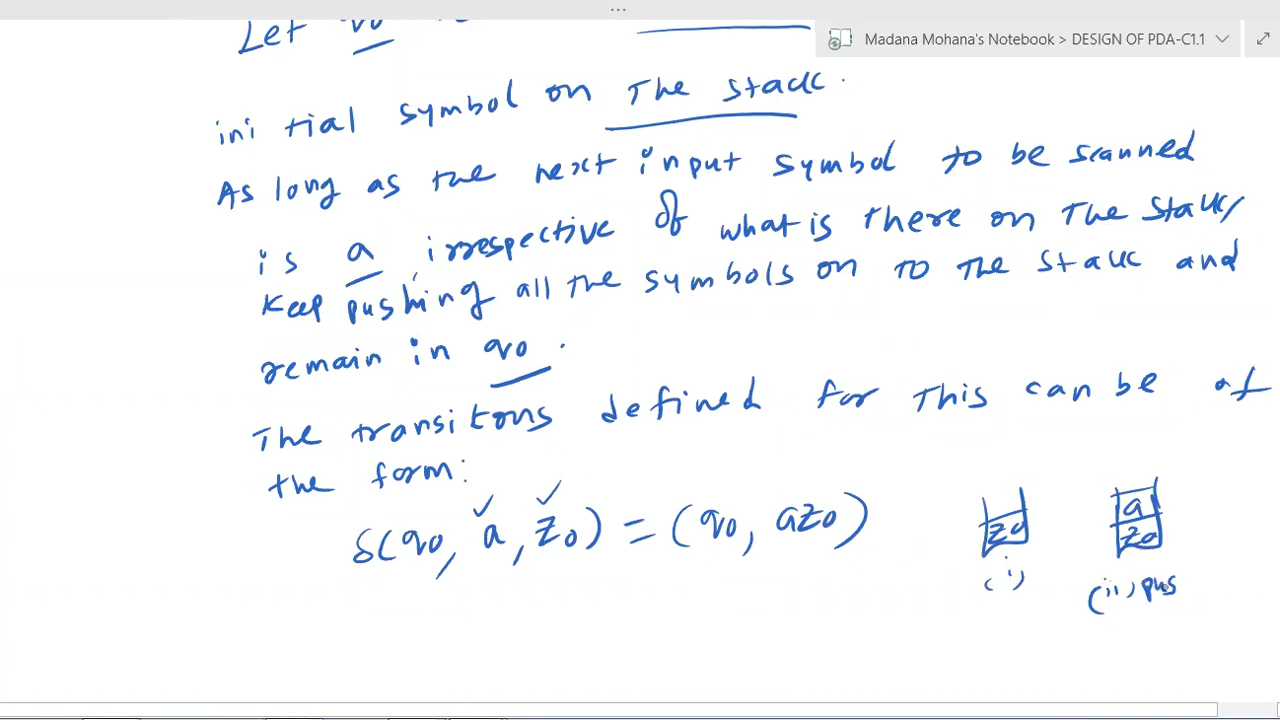 Madana Mohana's Notebook > DESIGN OF PDA-C1.1
Let q0
initial symbol on The stack.
As long as the next input symbol to be scanned
is a irrespective of what is there on The stack,
Keep pushing all the symbols on to the stack and
remain in q0.
The transitons defined for This can be of
the form:
δ(q0, a, z0) = (q0, az0)
z0
a
z0
(i)
(ii) pus